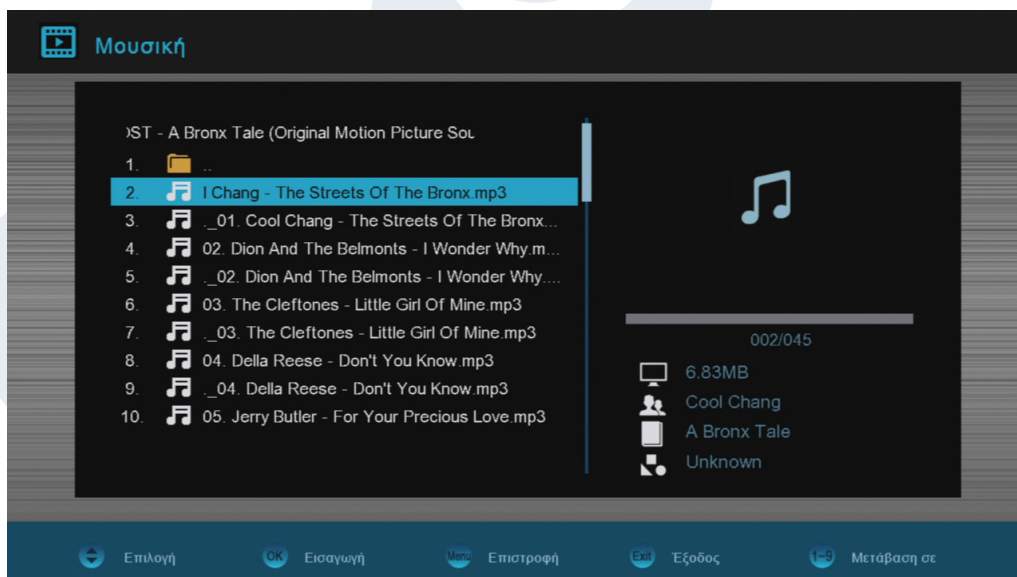 Μουσική
OST - A Bronx Tale (Original Motion Picture Sou
1. ..
2. l Chang - The Streets Of The Bronx.mp3
3. ._01. Cool Chang - The Streets Of The Bronx...
4. 02. Dion And The Belmonts - I Wonder Why.m...
5. ._02. Dion And The Belmonts - I Wonder Why....
6. 03. The Cleftones - Little Girl Of Mine.mp3
7. ._03. The Cleftones - Little Girl Of Mine.mp3
8. 04. Della Reese - Don't You Know.mp3
9. ._04. Della Reese - Don't You Know.mp3
10. 05. Jerry Butler - For Your Precious Love.mp3
002/045
6.83MB
Cool Chang
A Bronx Tale
Unknown
Επιλογή OK Εισαγωγή Menu Επιστροφή Exit Έξοδος 1-9 Μετάβαση σε